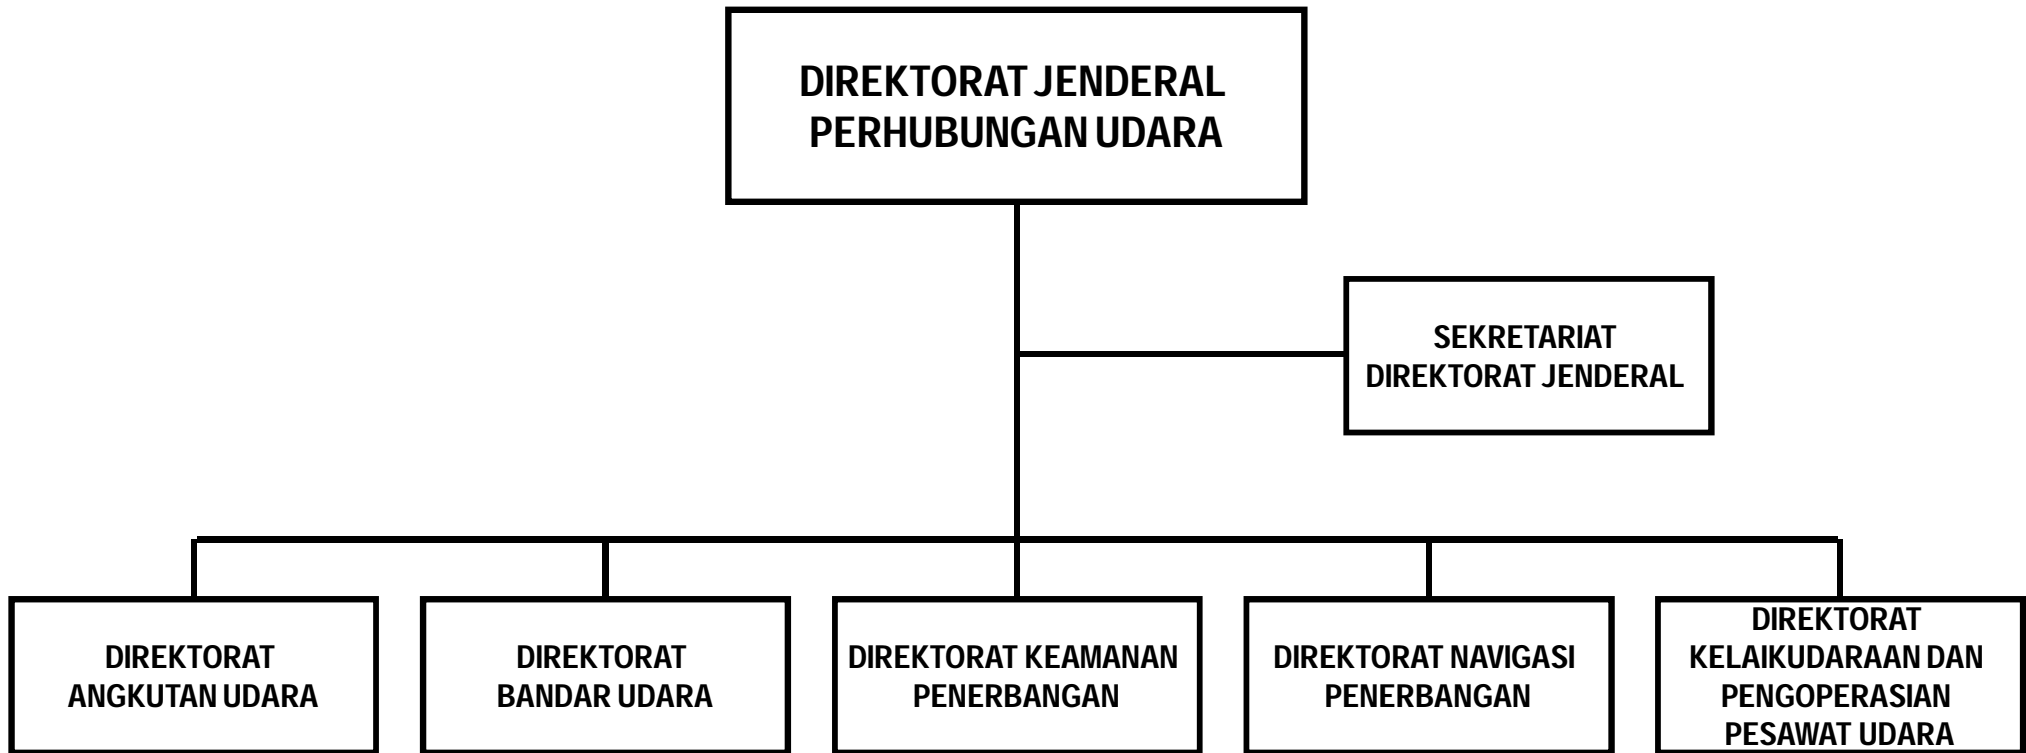 DIREKTORAT JENDERAL
PERHUBUNGAN UDARA
SEKRETARIAT
DIREKTORAT JENDERAL
DIREKTORAT
ANGKUTAN UDARA
DIREKTORAT
BANDAR UDARA
DIREKTORAT KEAMANAN
PENERBANGAN
DIREKTORAT NAVIGASI
PENERBANGAN
DIREKTORAT
KELAIKUDARAAN DAN
PENGOPERASIAN
PESAWAT UDARA